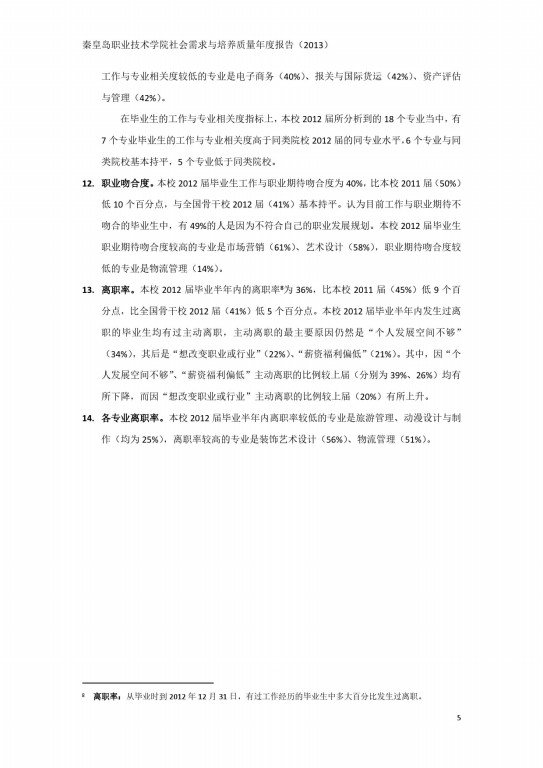 秦皇岛职业技术学院社会需求与培养质量年度报告（2013）
工作与专业相关度较低的专业是电子商务（40%）、报关与国际货运（42%）、资产评估
与管理（42%）。
在毕业生的工作与专业相关度指标上，本校 2012 届所分析到的 18 个专业当中，有
7 个专业毕业生的工作与专业相关度高于同类院校 2012 届的同专业水平，6 个专业与同
类院校基本持平，5 个专业低于同类院校。
12. 职业吻合度。本校 2012 届毕业生工作与职业期待吻合度为 40%，比本校 2011 届（50%）
低 10 个百分点，与全国骨干校 2012 届（41%）基本持平。认为目前工作与职业期待不
吻合的毕业生中，有 49%的人是因为不符合自己的职业发展规划。本校 2012 届毕业生
职业期待吻合度较高的专业是市场营销（61%）、艺术设计（58%），职业期待吻合度较
低的专业是物流管理（14%）。
13. 离职率。本校 2012 届毕业半年内的离职率8为 36%，比本校 2011 届（45%）低 9 个百
分点，比全国骨干校 2012 届（41%）低 5 个百分点。本校 2012 届毕业半年内发生过离
职的毕业生均有过主动离职，主动离职的最主要原因仍然是“个人发展空间不够”
（34%），其后是“想改变职业或行业”（22%）、“薪资福利偏低”（21%）。其中，因“个
人发展空间不够”、“薪资福利偏低”主动离职的比例较上届（分别为 39%、26%）均有
所下降，而因“想改变职业或行业”主动离职的比例较上届（20%）有所上升。
14. 各专业离职率。本校 2012 届毕业半年内离职率较低的专业是旅游管理、动漫设计与制
作（均为 25%），离职率较高的专业是装饰艺术设计（56%）、物流管理（51%）。
8 离职率：从毕业时到 2012 年 12 月 31 日，有过工作经历的毕业生中多大百分比发生过离职。
5